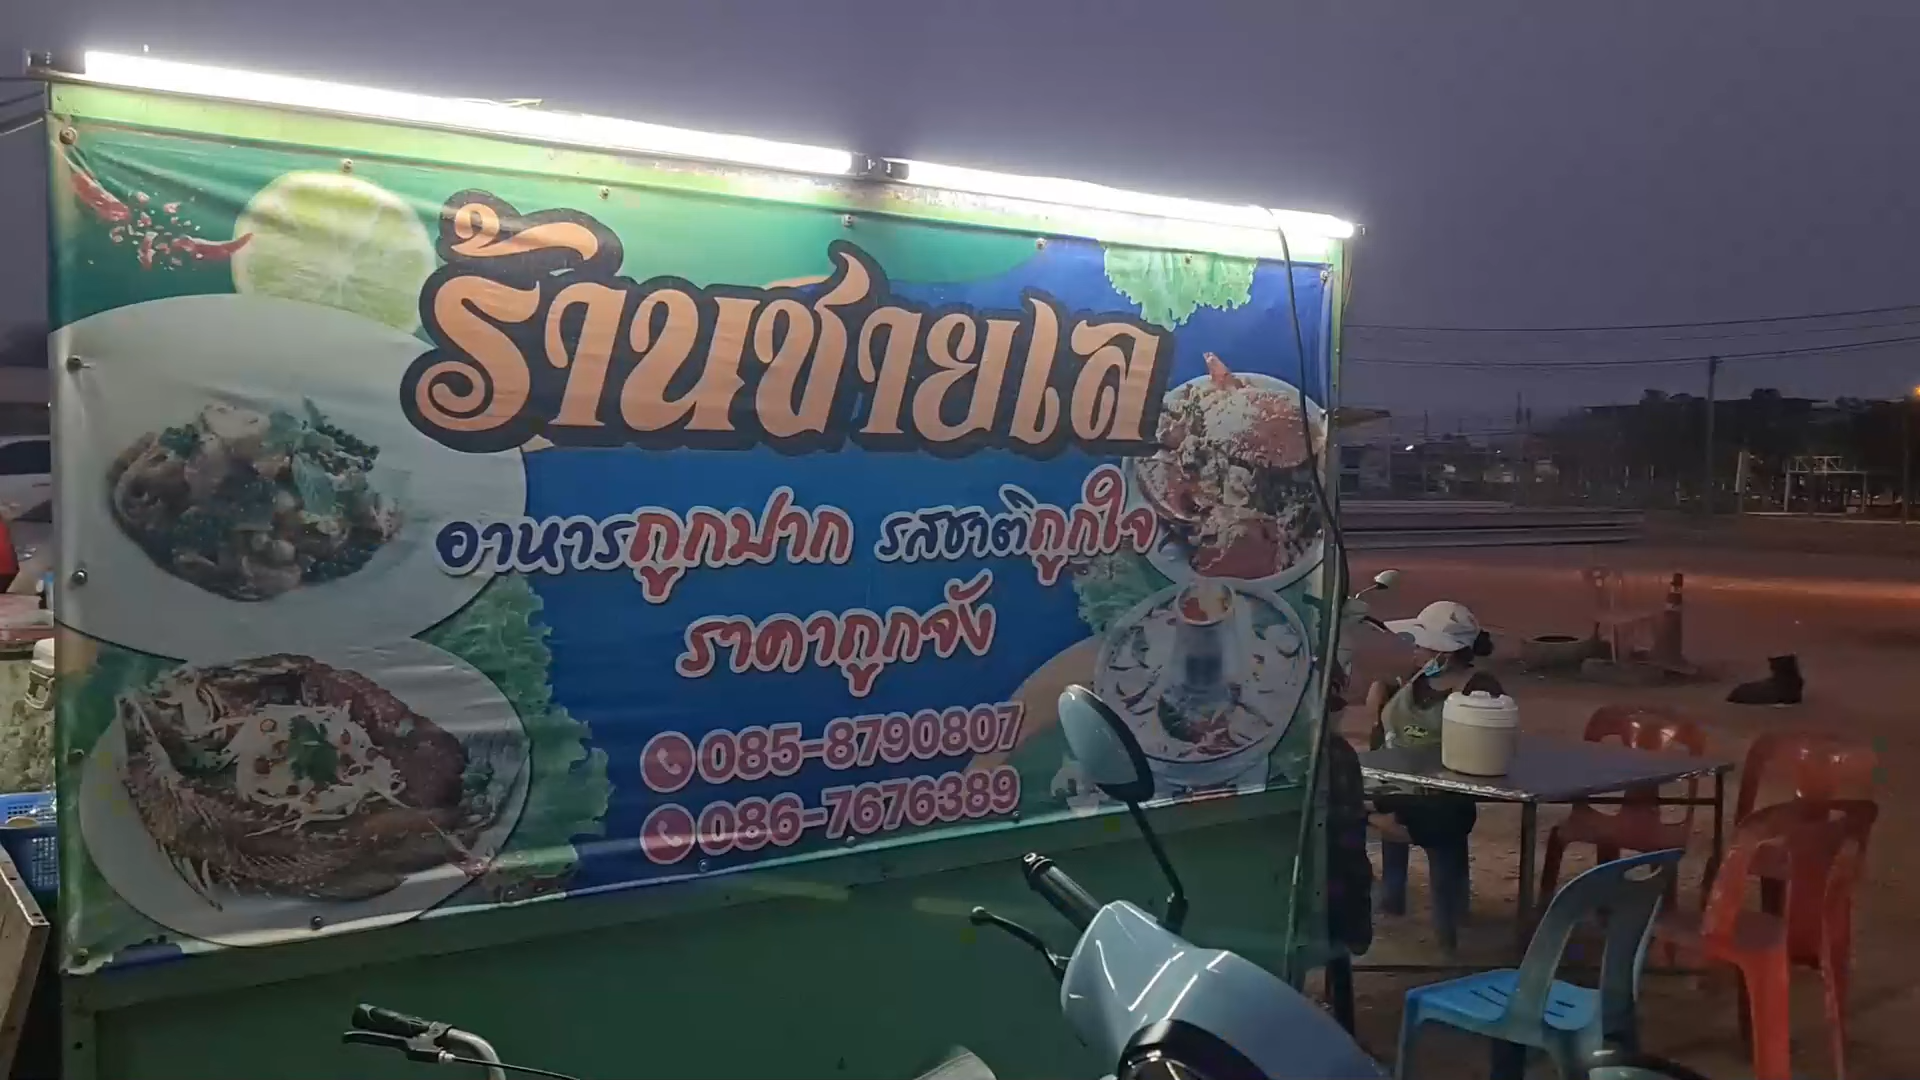 ร้านชายเล
อาหารถูกปาก รสชาติถูกใจ
ราคาถูกจัง
085-8790807
086-7676389